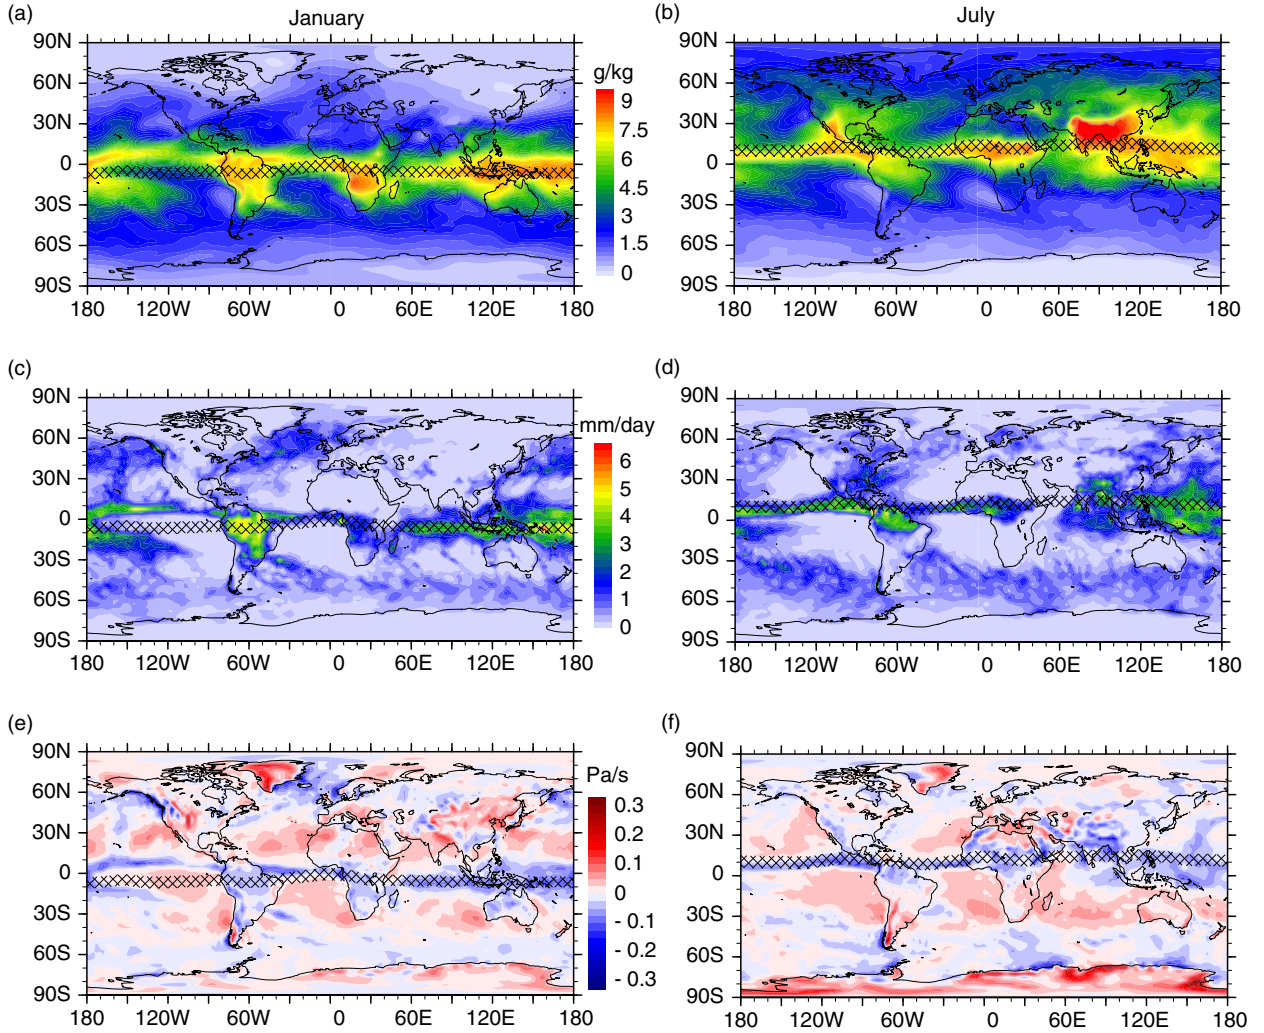 (a)
January
(b)
July
90N
60N
30N
0
30S
60S
90S
180 120W 60W 0 60E 120E 180
g/kg
9
7.5
6
4.5
3
1.5
0
90N
60N
30N
0
30S
60S
90S
180 120W 60W 0 60E 120E 180
(c)
(d)
90N
60N
30N
0
30S
60S
90S
180 120W 60W 0 60E 120E 180
mm/day
6
5
4
3
2
1
0
90N
60N
30N
0
30S
60S
90S
180 120W 60W 0 60E 120E 180
(e)
(f)
90N
60N
30N
0
30S
60S
90S
180 120W 60W 0 60E 120E 180
Pa/s
0.3
0.2
0.1
0
- 0.1
- 0.2
- 0.3
90N
60N
30N
0
30S
60S
90S
180 120W 60W 0 60E 120E 180